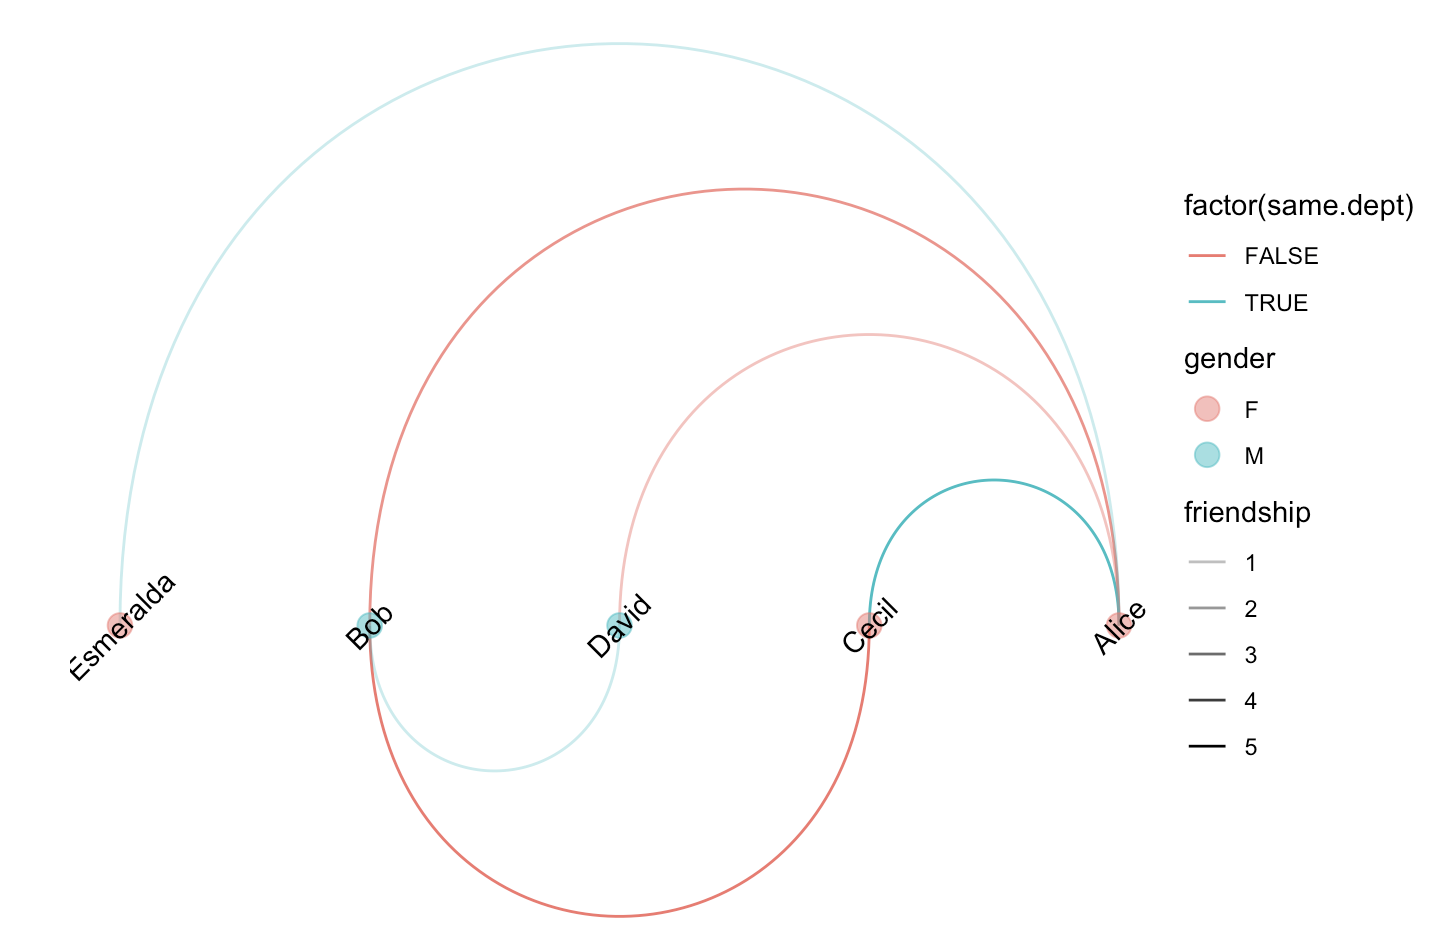 Esmeralda
Bob
David
Cecil
Alice
factor(same.dept)
FALSE
TRUE
gender
F
M
friendship
1
2
3
4
5